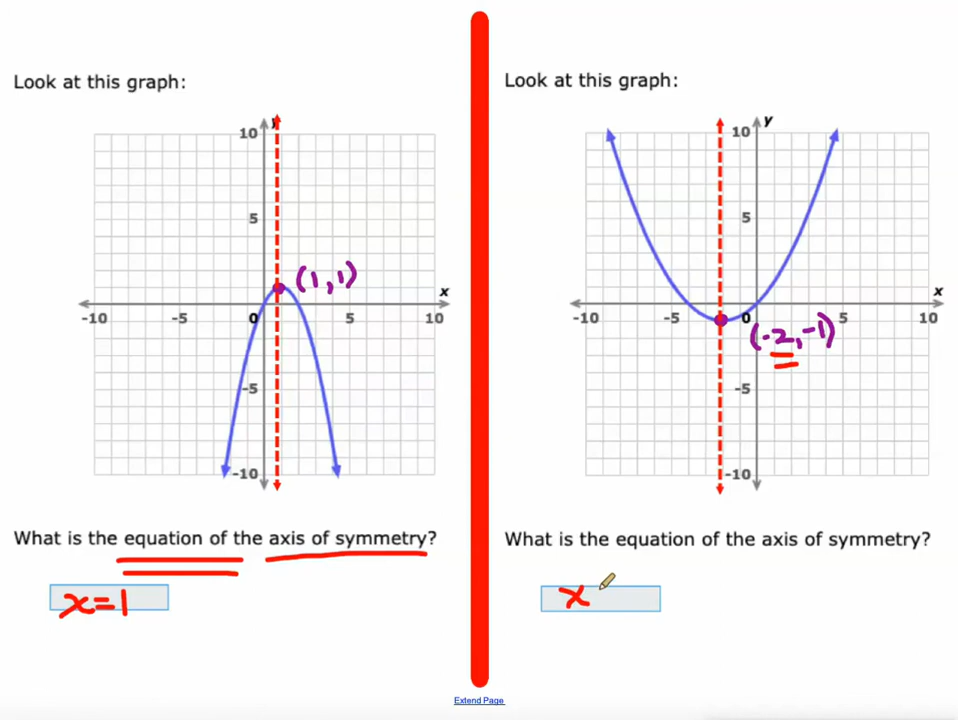 Look at this graph:
y
10
5
(1, 1)
x
-10
-5
0
5
10
-5
-10
What is the equation of the axis of symmetry?
x=1
Look at this graph:
y
10
5
x
-10
-5
0
5
10
(-2, -1)
-5
-10
What is the equation of the axis of symmetry?
x
Extend Page